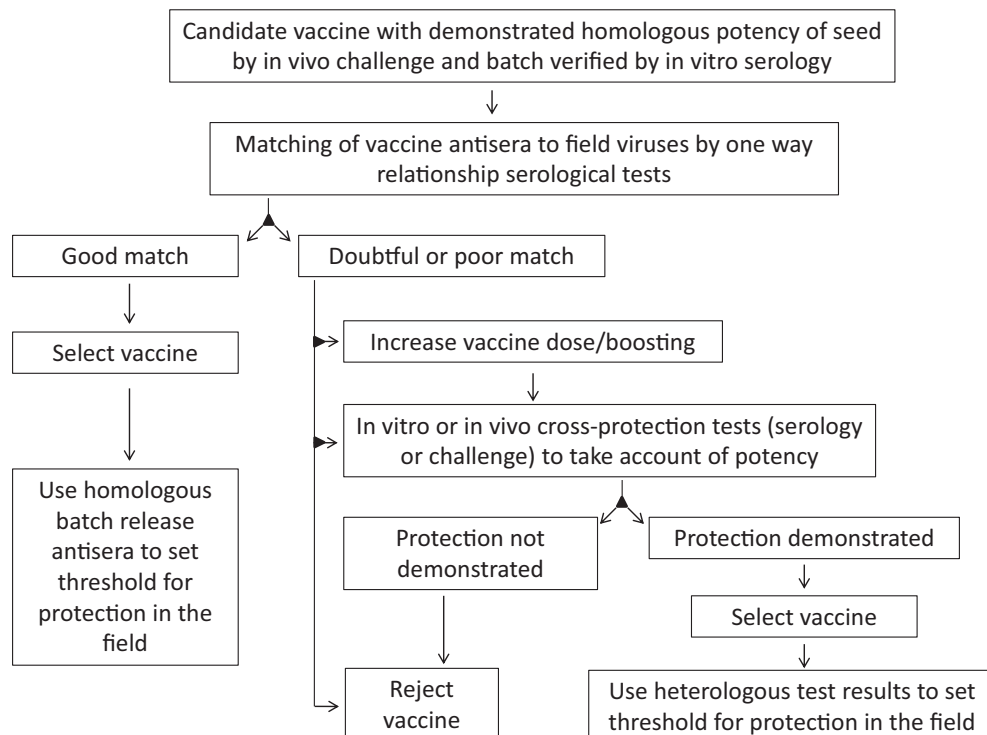 Candidate vaccine with demonstrated homologous potency of seed
by in vivo challenge and batch verified by in vitro serology
Matching of vaccine antisera to field viruses by one way
relationship serological tests
Good match
Doubtful or poor match
Select vaccine
Increase vaccine dose/boosting
In vitro or in vivo cross-protection tests (serology
or challenge) to take account of potency
Use homologous
batch release
antisera to set
threshold for
protection in the
field
Protection not
demonstrated
Protection demonstrated
Select vaccine
Reject
vaccine
Use heterologous test results to set
threshold for protection in the field